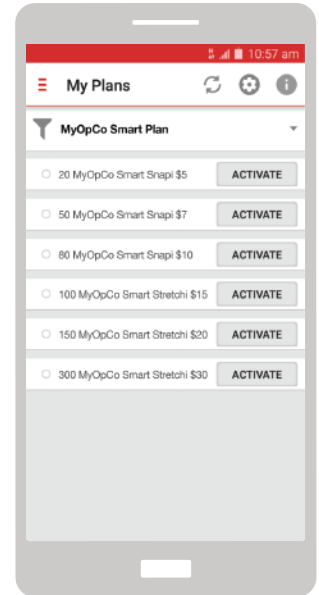 10:57 am
My Plans
MyOpCo Smart Plan
20 MyOpCo Smart Snapi $5 ACTIVATE
50 MyOpCo Smart Snapi $7 ACTIVATE
80 MyOpCo Smart Snapi $10 ACTIVATE
100 MyOpCo Smart Stretchi $15 ACTIVATE
150 MyOpCo Smart Stretchi $20 ACTIVATE
300 MyOpCo Smart Stretchi $30 ACTIVATE